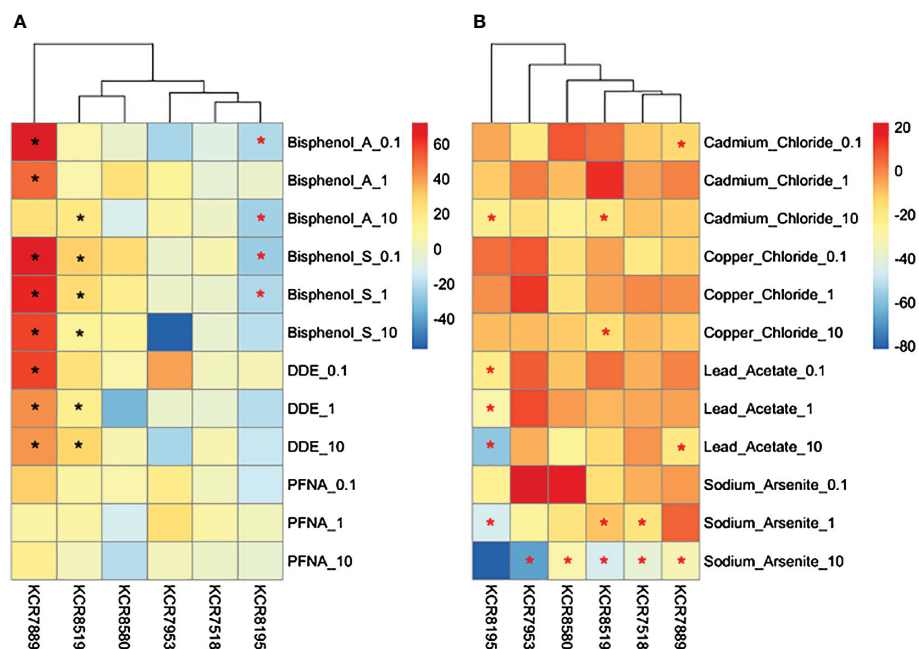 A
B
60
40
20
0
-20
-40
Bisphenol_A_0.1
Bisphenol_A_1
Bisphenol_A_10
Bisphenol_S_0.1
Bisphenol_S_1
Bisphenol_S_10
DDE_0.1
DDE_1
DDE_10
PFNA_0.1
PFNA_1
PFNA_10
KCR7889
KCR8519
KCR8580
KCR7953
KCR7518
KCR8195
20
0
-20
-40
-60
-80
Cadmium_Chloride_0.1
Cadmium_Chloride_1
Cadmium_Chloride_10
Copper_Chloride_0.1
Copper_Chloride_1
Copper_Chloride_10
Lead_Acetate_0.1
Lead_Acetate_1
Lead_Acetate_10
Sodium_Arsenite_0.1
Sodium_Arsenite_1
Sodium_Arsenite_10
KCR8195
KCR7953
KCR8580
KCR8519
KCR7518
KCR7889